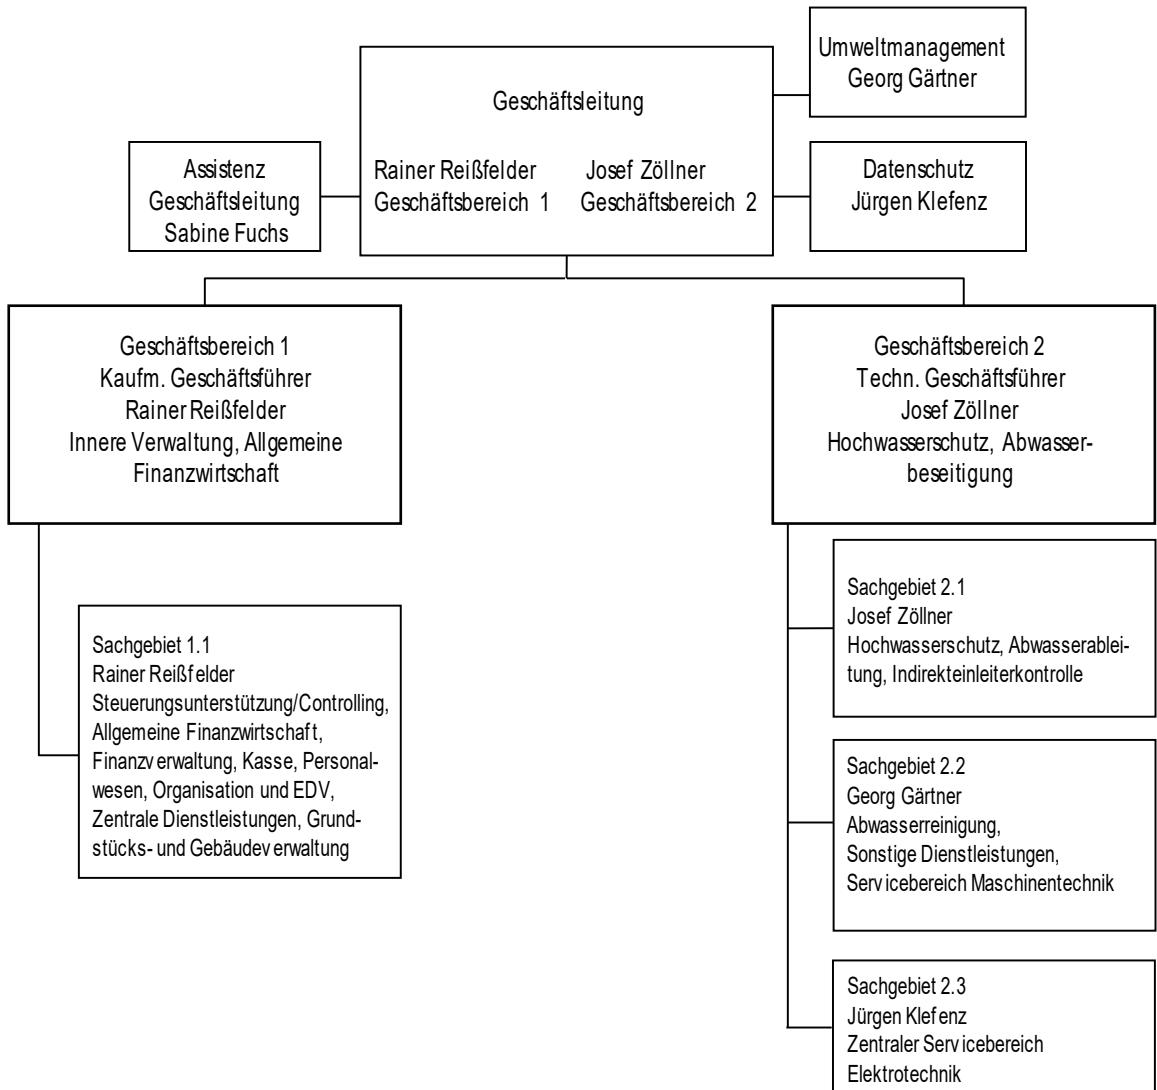 Umweltmanagement
Georg Gärtner
Geschäftsleitung
Rainer Reißfelder Josef Zöllner
Geschäftsbereich 1 Geschäftsbereich 2
Assistenz
Geschäftsleitung
Sabine Fuchs
Datenschutz
Jürgen Klefenz
Geschäftsbereich 1
Kaufm. Geschäftsführer
Rainer Reißfelder
Innere Verwaltung, Allgemeine
Finanzwirtschaft
Geschäftsbereich 2
Techn. Geschäftsführer
Josef Zöllner
Hochwasserschutz, Abwasser-
beseitigung
Sachgebiet 1.1
Rainer Reißfelder
Steuerungsunterstützung/Controlling,
Allgemeine Finanzwirtschaft,
Finanzverwaltung, Kasse, Personal-
wesen, Organisation und EDV,
Zentrale Dienstleistungen, Grund-
stücks- und Gebäudeverwaltung
Sachgebiet 2.1
Josef Zöllner
Hochwasserschutz, Abwasserablei-
tung, Indirekteinleiterkontrolle
Sachgebiet 2.2
Georg Gärtner
Abwasserreinigung,
Sonstige Dienstleistungen,
Servicebereich Maschinentechnik
Sachgebiet 2.3
Jürgen Klefenz
Zentraler Servicebereich
Elektrotechnik